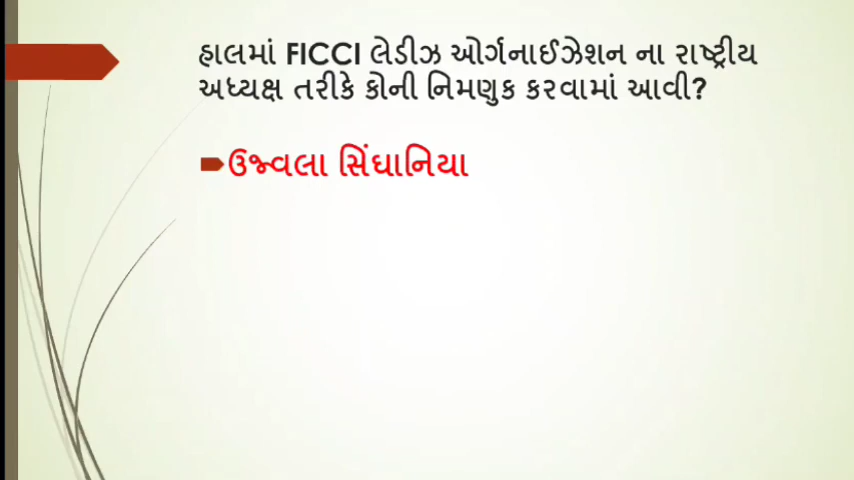 હાલમાં FICCI લેડીઝ ઓર્ગનાઈઝેશન ના રાષ્ટ્રીય
અધ્યક્ષ તરીકે કોની નિમણુક કરવામાં આવી?
ઉજ્વલા સિંઘાનિયા